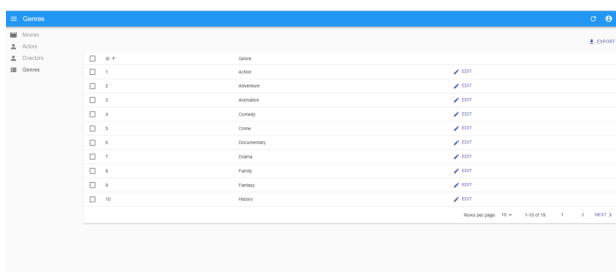 Genres
Movies
Actors
Directors
Genres
EXPORT
Id Genre
1 Action EDIT
2 Adventure EDIT
3 Animation EDIT
4 Comedy EDIT
5 Crime EDIT
6 Documentary EDIT
7 Drama EDIT
8 Family EDIT
9 Fantasy EDIT
10 History EDIT
Rows per page: 10 1-10 of 19 1 2 NEXT